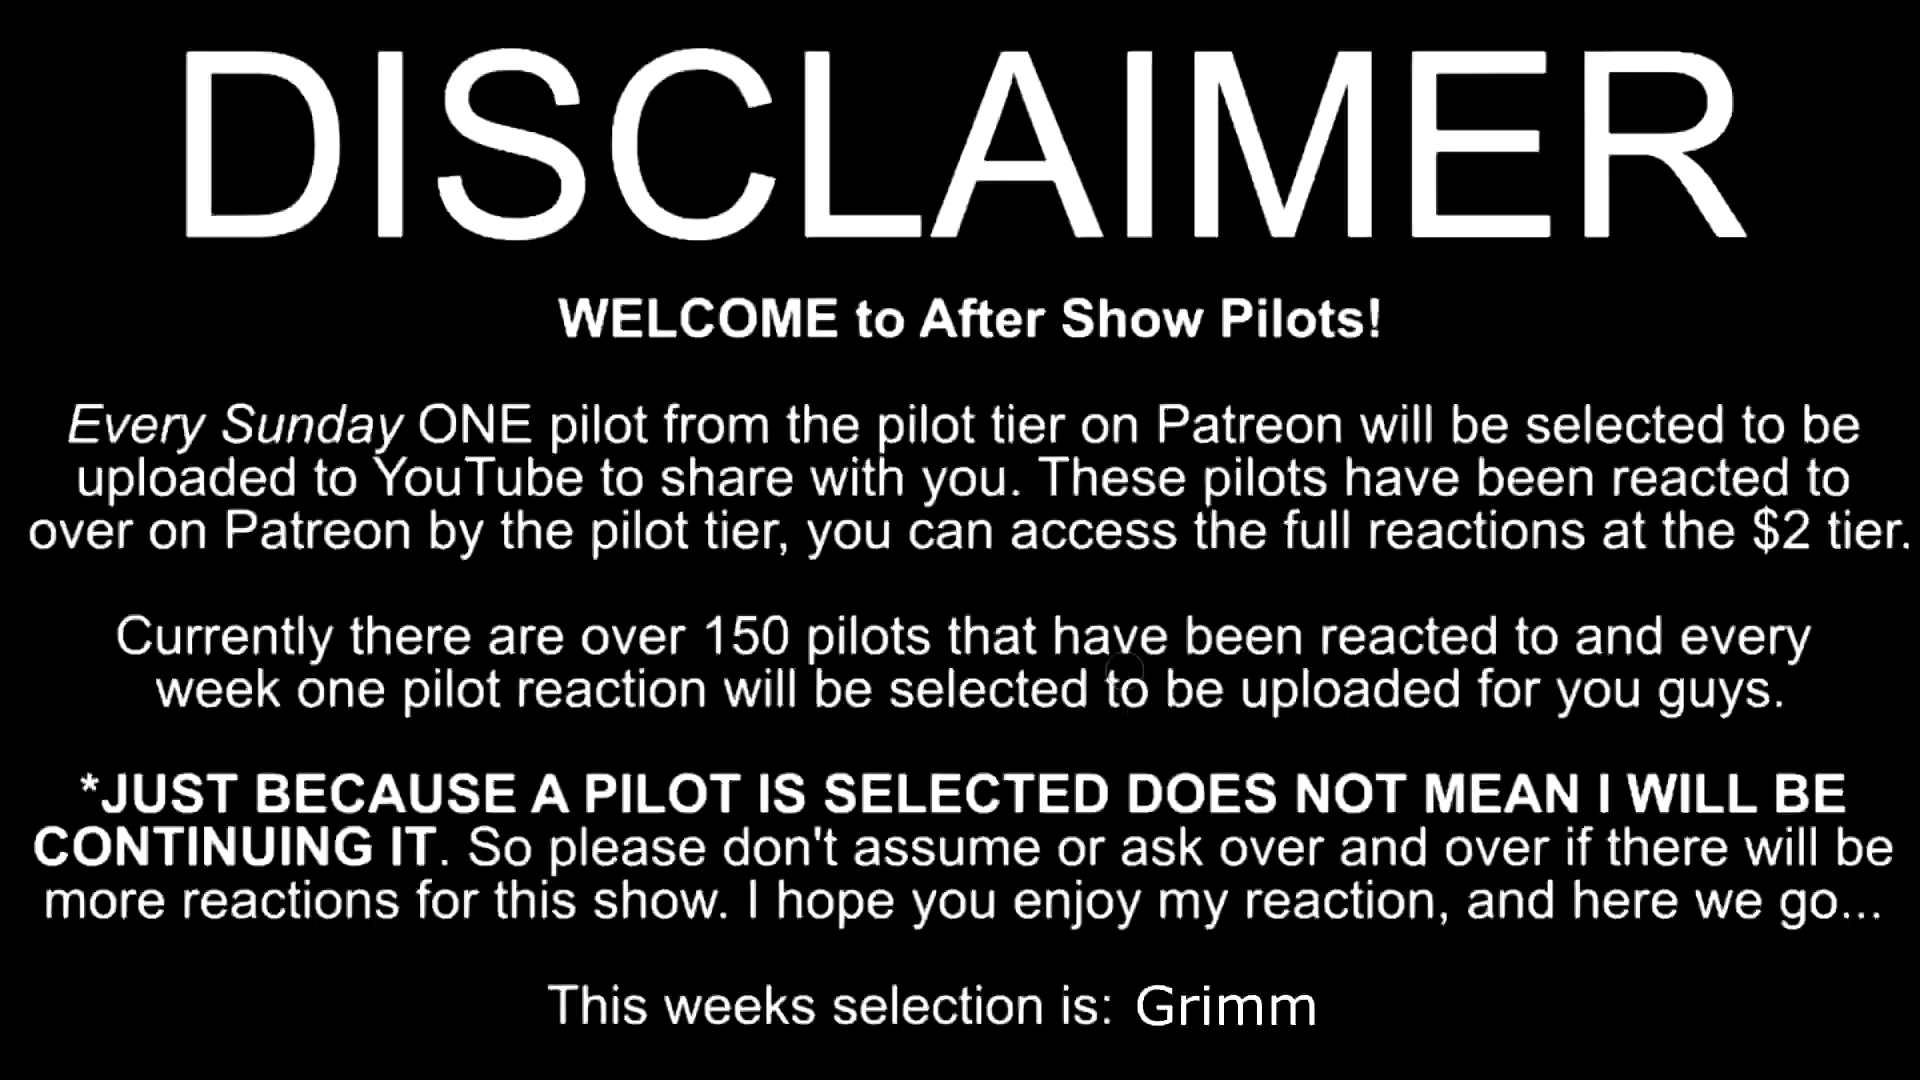 DISCLAIMER
WELCOME to After Show Pilots!
Every Sunday ONE pilot from the pilot tier on Patreon will be selected to be
uploaded to YouTube to share with you. These pilots have been reacted to
over on Patreon by the pilot tier, you can access the full reactions at the $2 tier.
Currently there are over 150 pilots that have been reacted to and every
week one pilot reaction will be selected to be uploaded for you guys.
*JUST BECAUSE A PILOT IS SELECTED DOES NOT MEAN I WILL BE
CONTINUING IT. So please don't assume or ask over and over if there will be
more reactions for this show. I hope you enjoy my reaction, and here we go...
This weeks selection is: Grimm